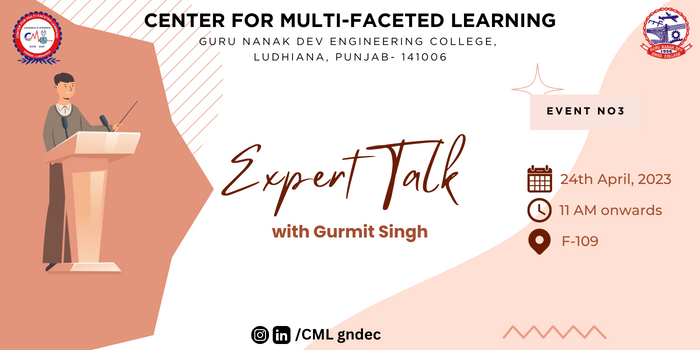 CENTER FOR MULTI-FACETED LEARNING
GURU NANAK DEV ENGINEERING COLLEGE,
LUDHIANA, PUNJAB- 141006
EVENT NO3
Expert Talk
with Gurmit Singh
24th April, 2023
11 AM onwards
F-109
/CML gndec